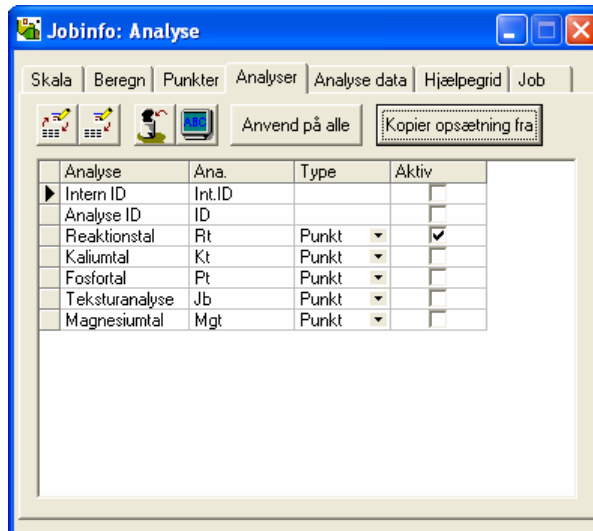 Jobinfo: Analyse
Skala Beregn Punkter Analyser Analyse data Hjælpegrid Job
ABC Anvend på alle Kopier opsætning fra
Analyse Ana. Type Aktiv
Intern ID Int.ID
Analyse ID ID
Reaktionstal Rt Punkt
Kaliumtal Kt Punkt
Fosfortal Pt Punkt
Teksturanalyse Jb Punkt
Magnesiumtal Mgt Punkt